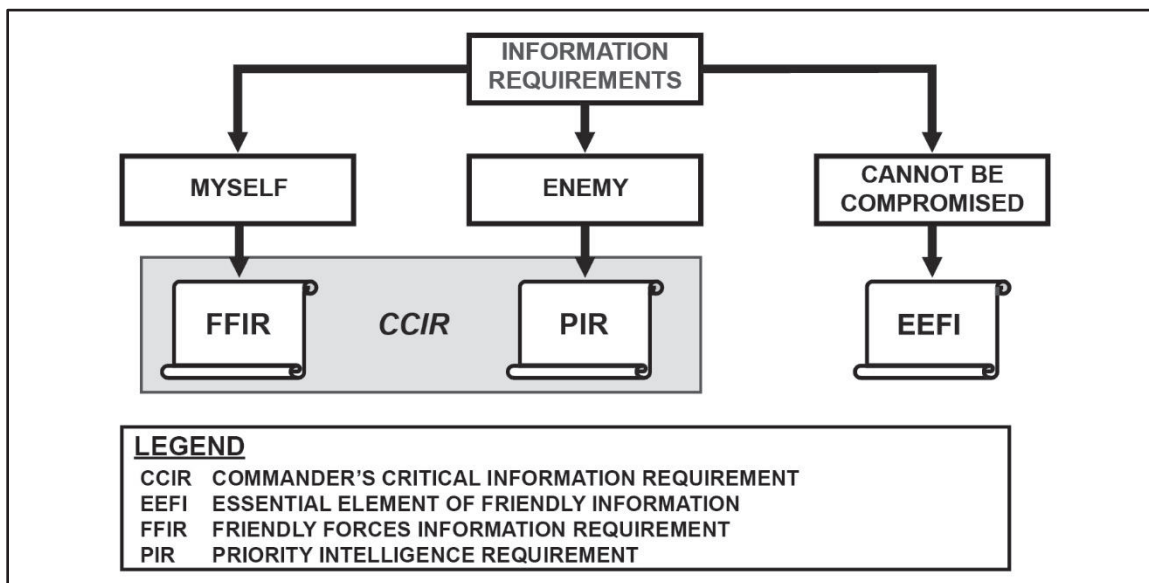 INFORMATION
REQUIREMENTS
MYSELF
ENEMY
CANNOT BE
COMPROMISED
FFIR
CCIR
PIR
EEFI
LEGEND
CCIR COMMANDER'S CRITICAL INFORMATION REQUIREMENT
EEFI ESSENTIAL ELEMENT OF FRIENDLY INFORMATION
FFIR FRIENDLY FORCES INFORMATION REQUIREMENT
PIR PRIORITY INTELLIGENCE REQUIREMENT